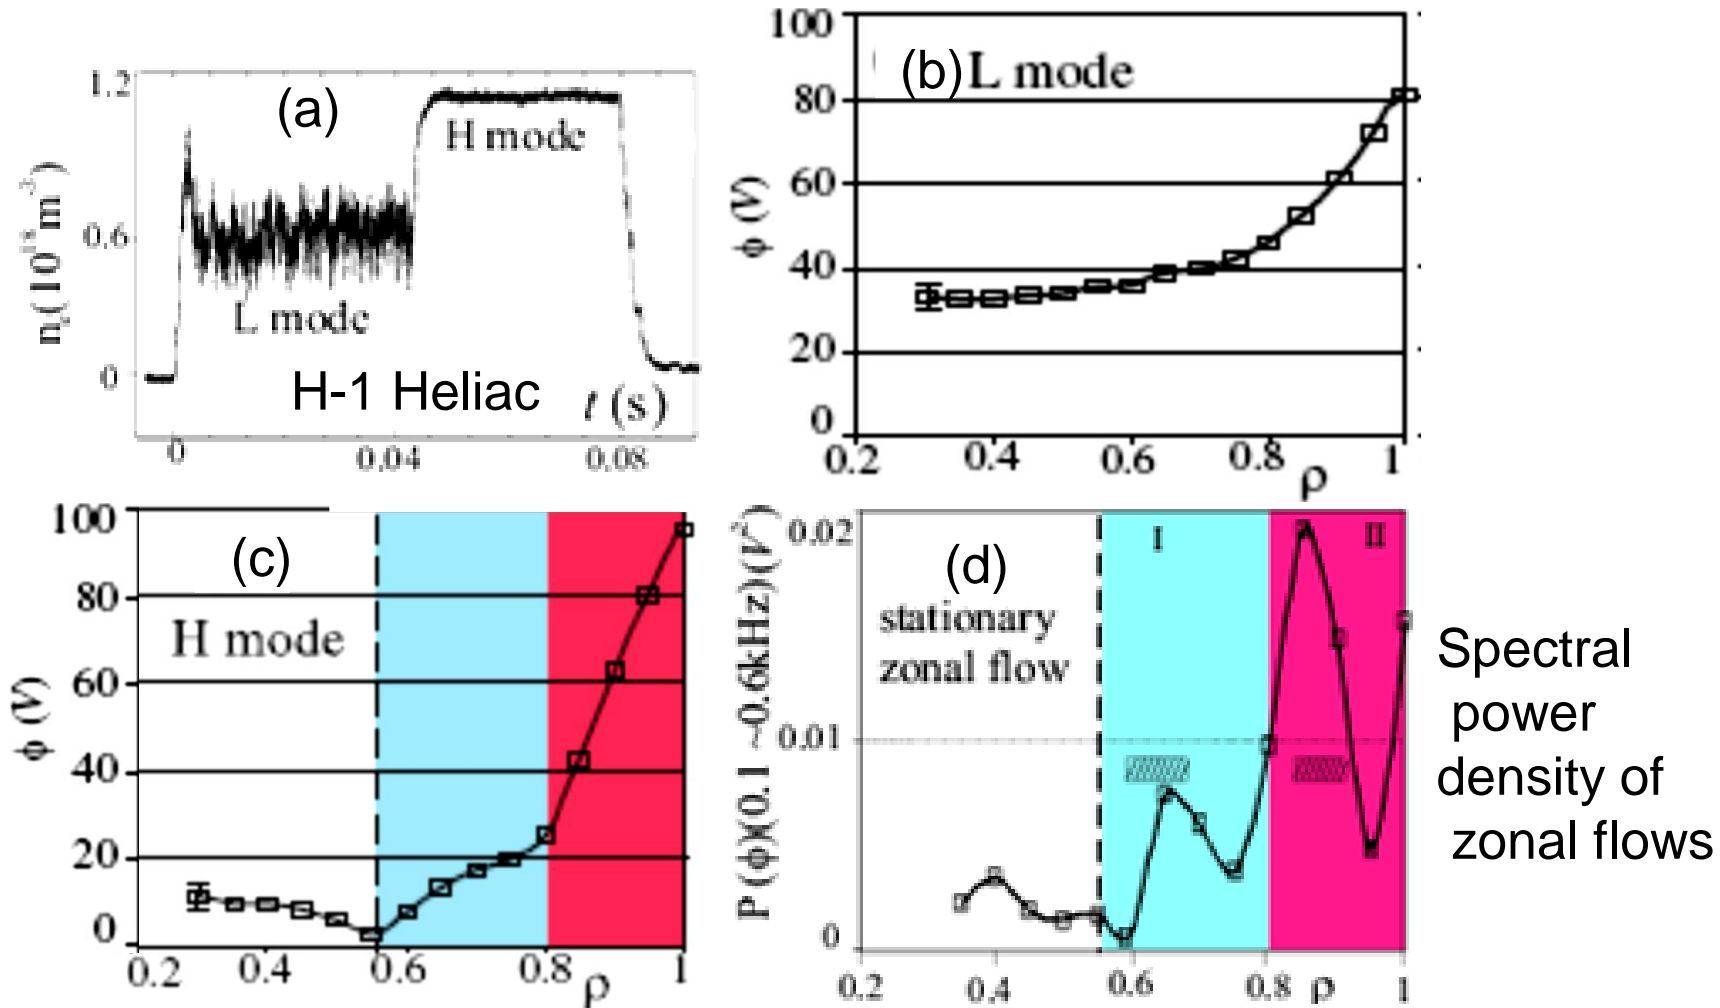 (a)
1.2
0.6
0
H mode
L mode
H-1 Heliac
t (s)
0 0.04 0.08
(b) L mode
φ (V)
100
80
60
40
20
0
0.2 0.4 0.6 0.8 1
ρ
(c)
H mode
φ (V)
100
80
60
40
20
0
0.2 0.4 0.6 0.8 1
ρ
(d)
I
II
stationary
zonal flow
P (φ)(0.1 ~0.6kHz)(V²)
0.02
0.01
0
0.2 0.4 0.6 0.8 1
ρ
Spectral
power
density of
zonal flows